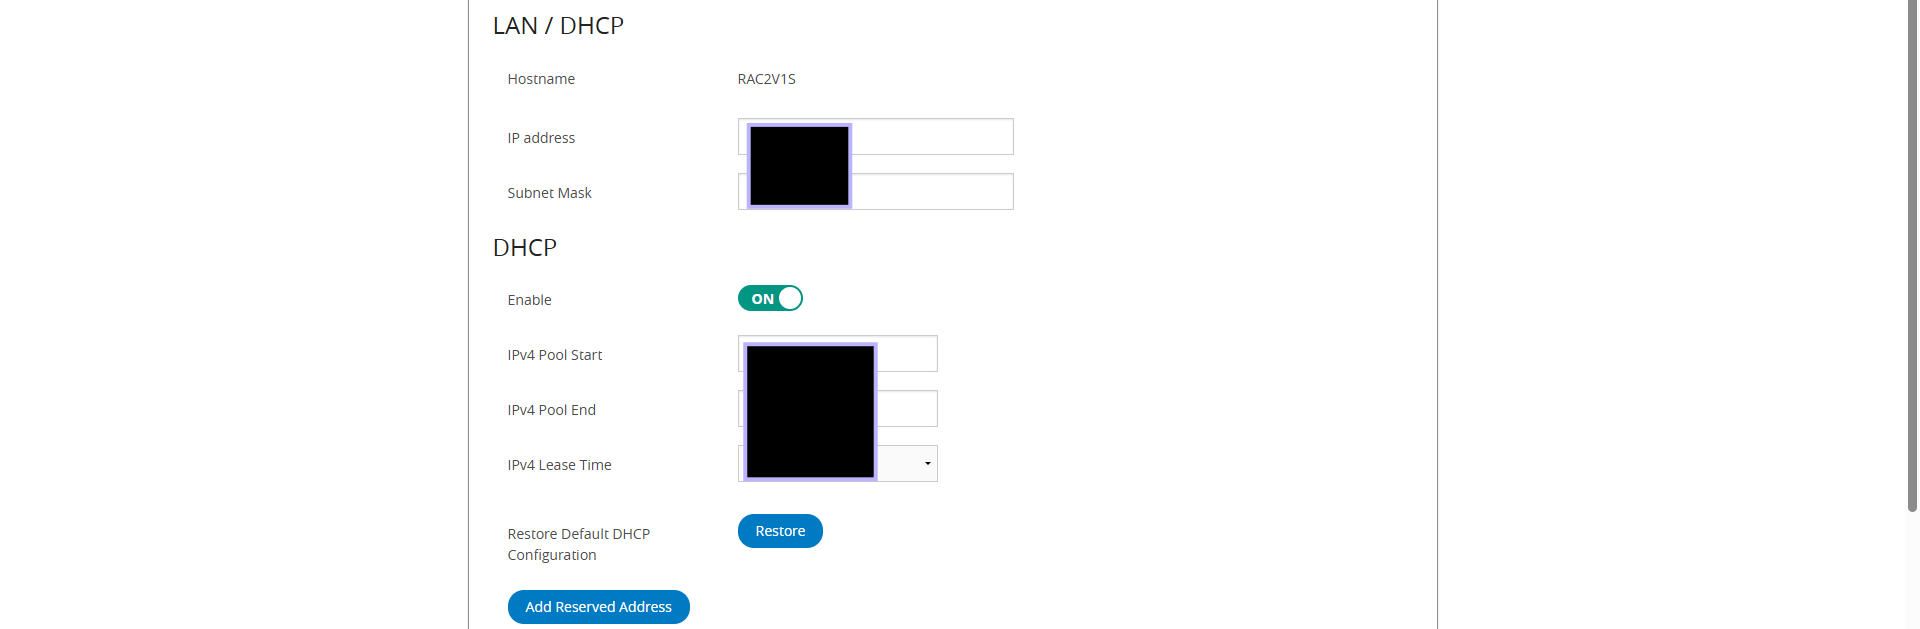 LAN / DHCP
Hostname RAC2V1S
IP address
Subnet Mask
DHCP
Enable ON
IPv4 Pool Start
IPv4 Pool End
IPv4 Lease Time
Restore Default DHCP Restore
Configuration
Add Reserved Address